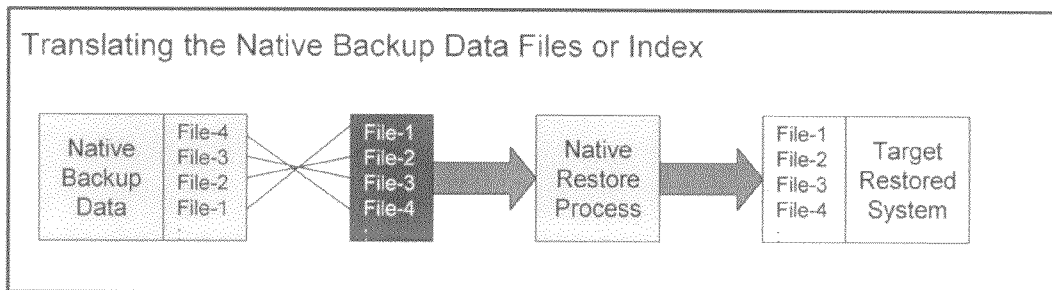 Translating the Native Backup Data Files or Index
Native
Backup
Data
File-4
File-3
File-2
File-1
.
File-1
File-2
File-3
File-4
.
Native
Restore
Process
File-1
File-2
File-3
File-4
.
Target
Restored
System